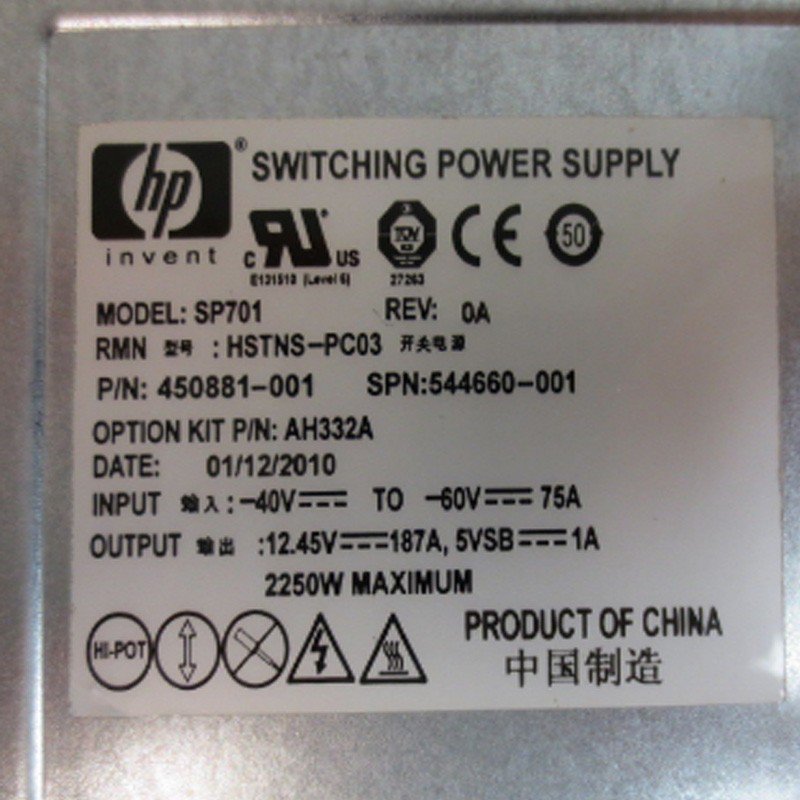 hp ® SWITCHING POWER SUPPLY
invent
c UL US TÜV CE 50
E131510 (Level 6) 27263
MODEL: SP701 REV: 0A
RMN 型号 : HSTNS-PC03 开关电源
P/N: 450881-001 SPN:544660-001
OPTION KIT P/N: AH332A
DATE: 01/12/2010
INPUT 输入 : -40V⎓ TO -60V⎓ 75A
OUTPUT 输出 :12.45V⎓187A, 5VSB⎓1A
2250W MAXIMUM
HI-POT PRODUCT OF CHINA
中国制造